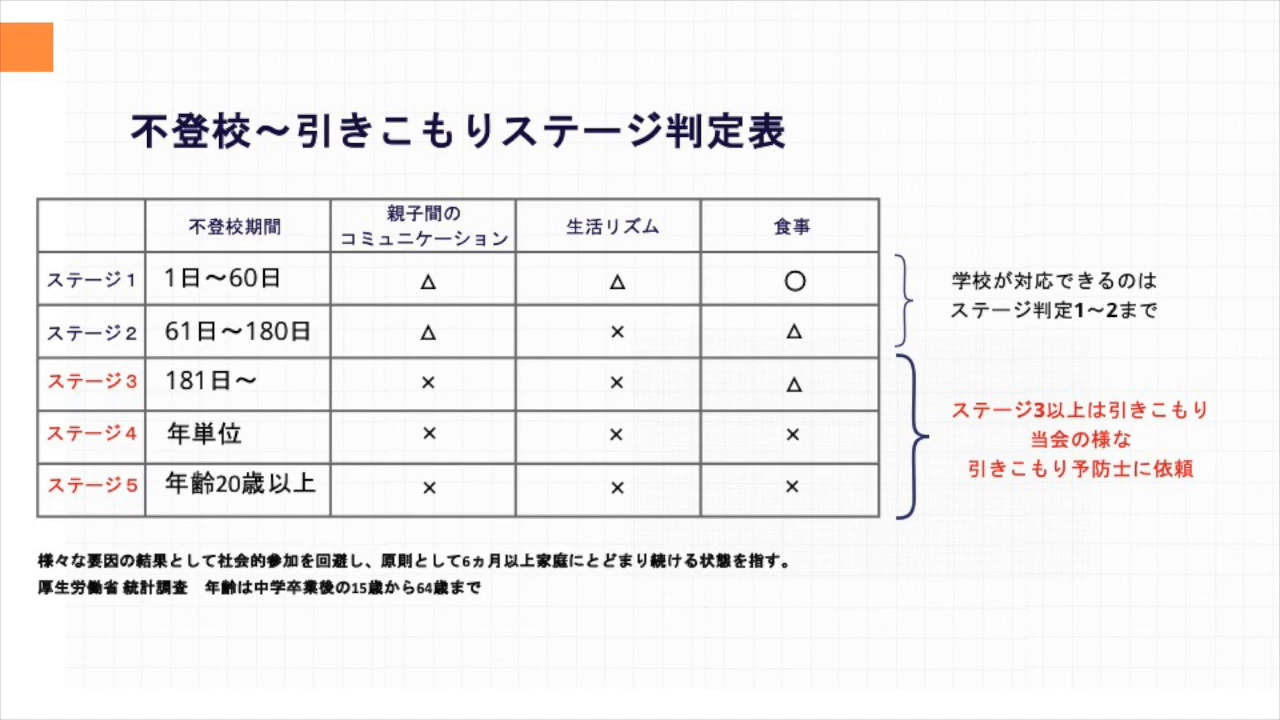 不登校～引きこもりステージ判定表
不登校期間 親子間の
コミュニケーション 生活リズム 食事
ステージ１ 1日～60日 △ △ ○
ステージ２ 61日～180日 △ × △
ステージ３ 181日～ × × △
ステージ４ 年単位 × × ×
ステージ５ 年齢20歳以上 × × ×
学校が対応できるのは
ステージ判定1～2まで
ステージ3以上は引きこもり
当会の様な
引きこもり予防士に依頼
様々な要因の結果として社会的参加を回避し、原則として6ヵ月以上家庭にとどまり続ける状態を指す。
厚生労働省 統計調査　年齢は中学卒業後の15歳から64歳まで